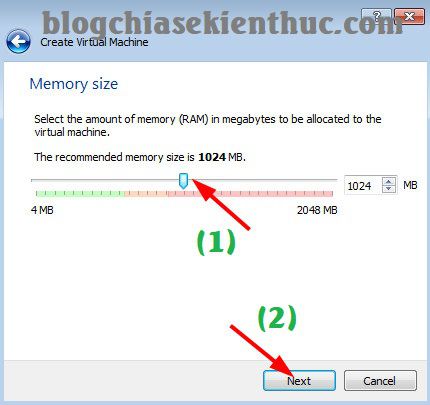 blogchiasekienthuc.com
?
Create Virtual Machine
Memory size
Select the amount of memory (RAM) in megabytes to be allocated to the
virtual machine.
The recommended memory size is 1024 MB.
1024 MB
4 MB 2048 MB
(1)
(2)
Next Cancel